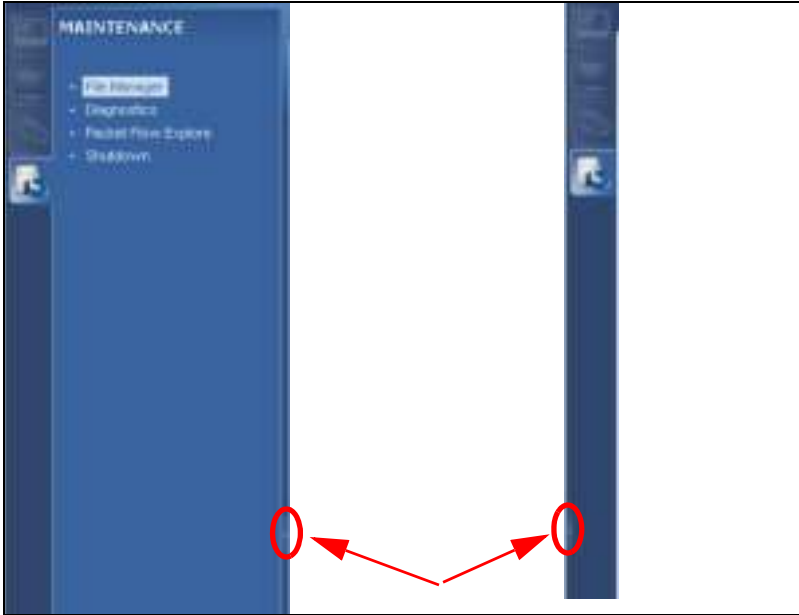 MAINTENANCE
File Manager
Diagnostics
Packet Flow Explore
Shutdown